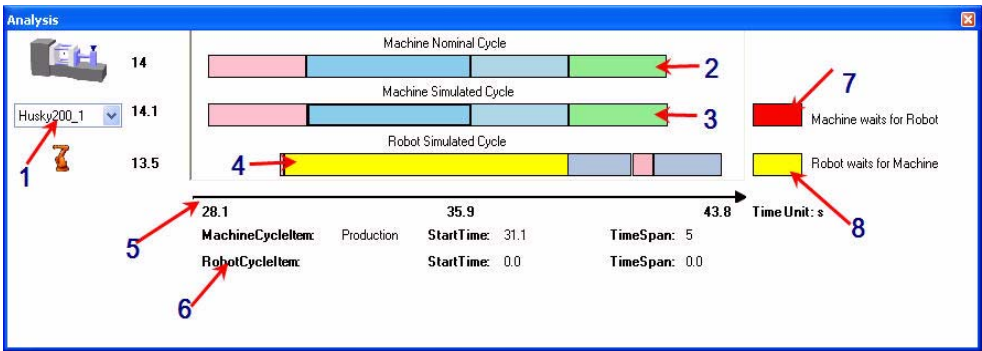 Analysis
Machine Nominal Cycle
14
2
7
Machine Simulated Cycle
Husky200_1
14.1
3
Machine waits for Robot
1
Robot Simulated Cycle
13.5
4
Robot waits for Machine
5
28.1 35.9 43.8 Time Unit: s
8
MachineCycleItem: Production StartTime: 31.1 TimeSpan: 5
RobotCycleItem: StartTime: 0.0 TimeSpan: 0.0
6